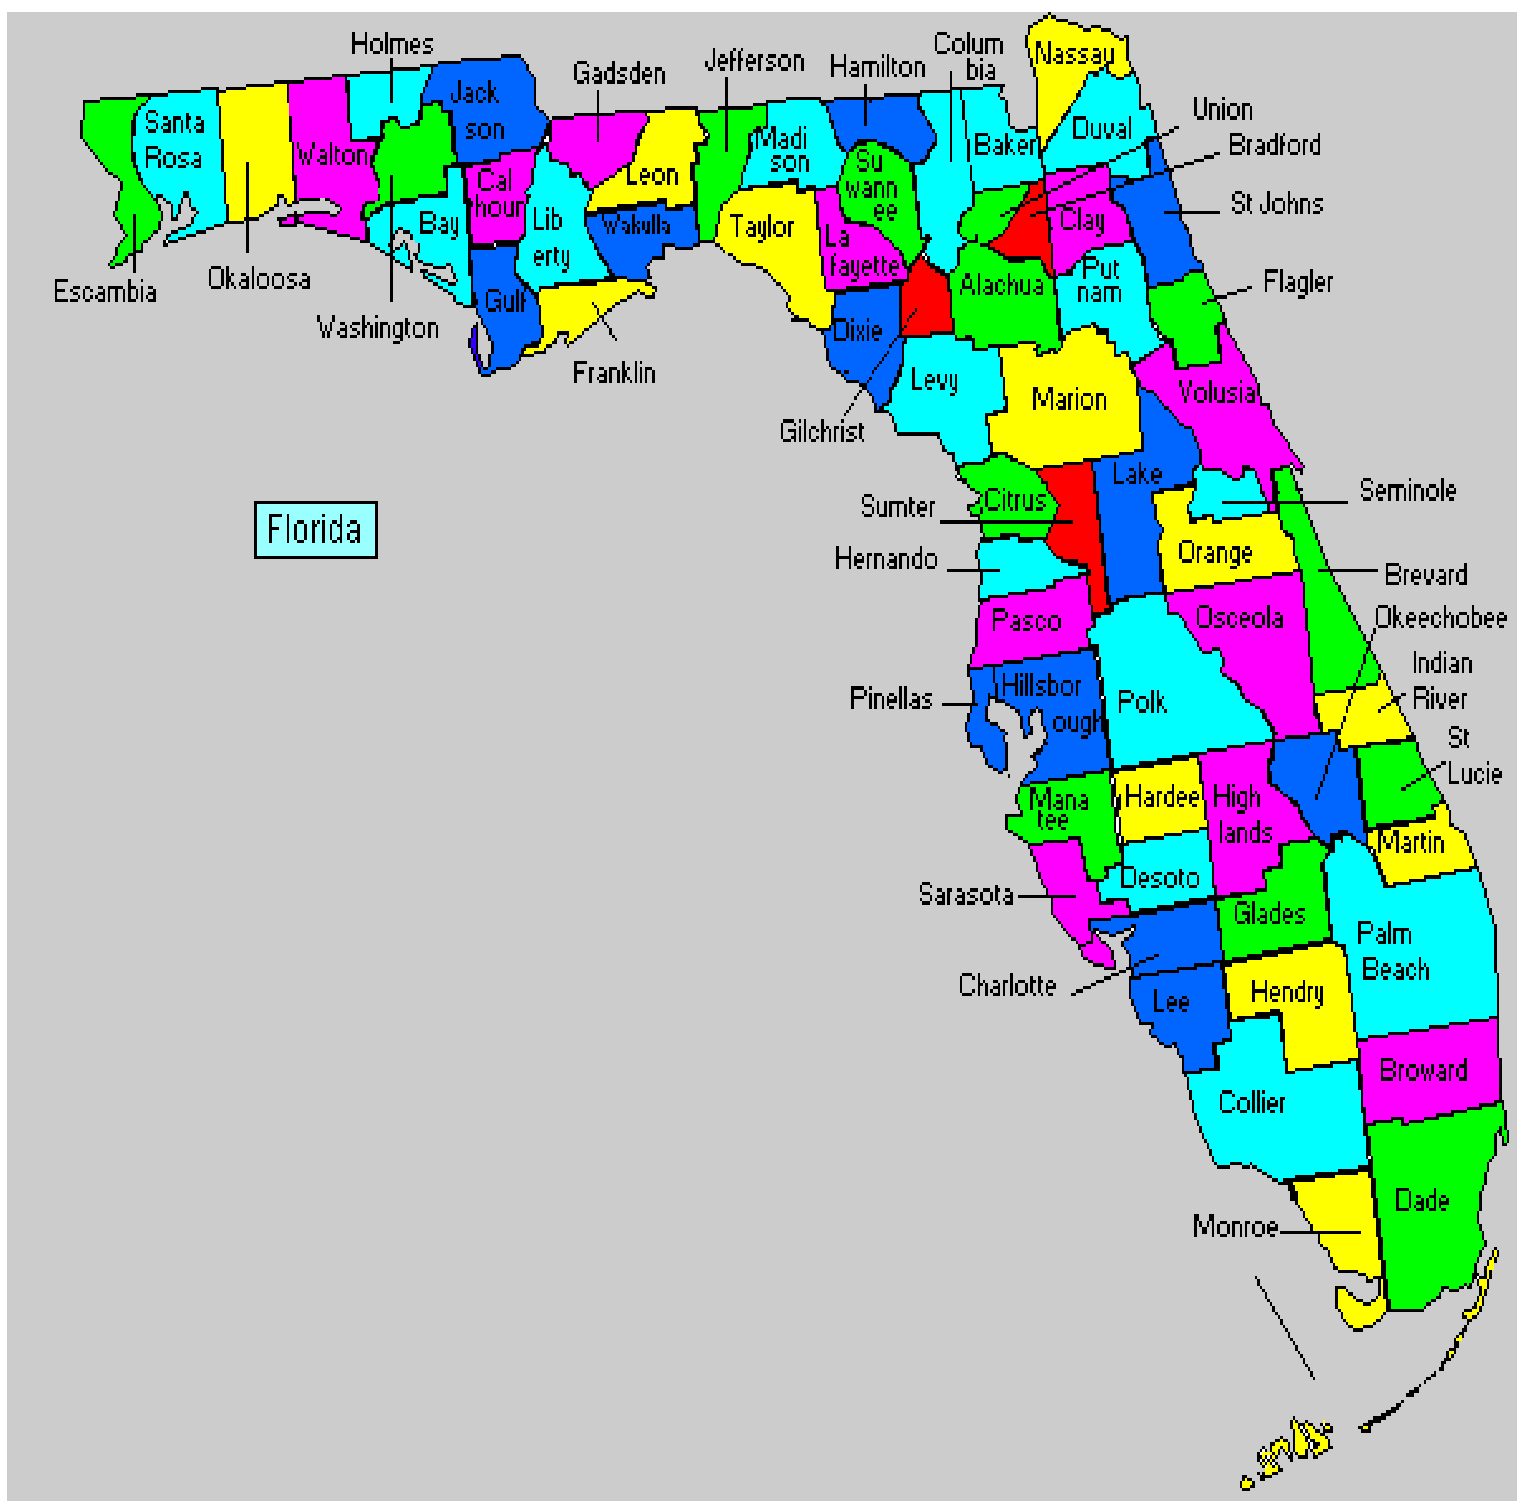 Holmes
Jack
son
Gadsden
Jefferson
Hamilton
Colum
bia
Nassau
Union
Bradford
Santa
Rosa
Walton
Leon
Madi
son
Su
wann
ee
Baker
Duval
Clay
St Johns
Cal
houn
Bay
Lib
erty
Wakulla
Taylor
La
fayette
Alachua
Put
nam
Flagler
Escambia
Okaloosa
Washington
Gulf
Franklin
Dixie
Levy
Gilchrist
Marion
Volusia
Lake
Citrus
Sumter
Seminole
Florida
Hernando
Orange
Brevard
Pasco
Osceola
Okeechobee
Pinellas
Hillsbor
ough
Polk
Indian
River
St
Lucie
Mana
tee
Hardee
High
lands
Martin
Sarasota
Desoto
Glades
Palm
Beach
Charlotte
Lee
Hendry
Broward
Collier
Dade
Monroe